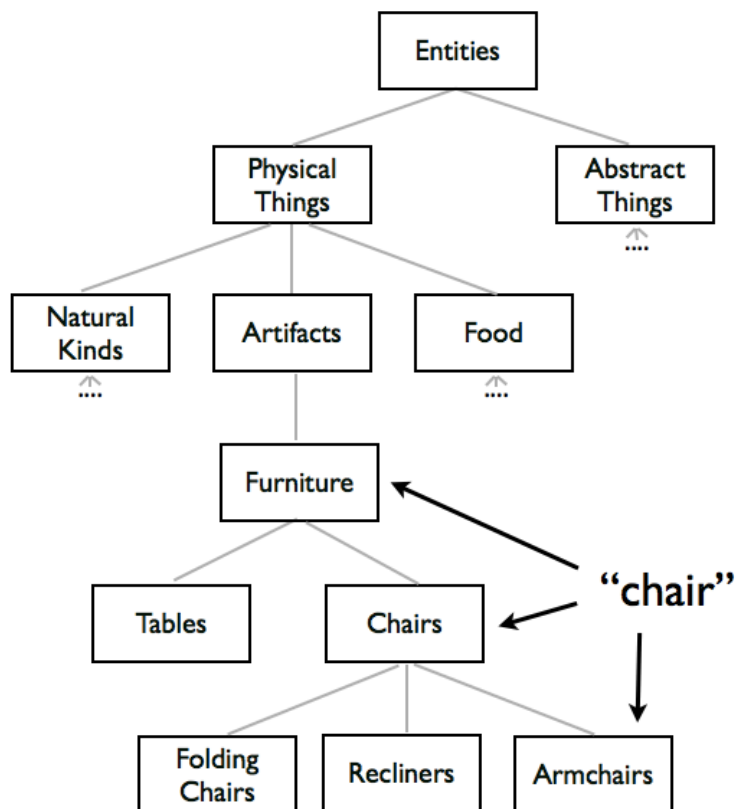 Entities
Physical
Things
Abstract
Things
....
Natural
Kinds
Artifacts
Food
....
....
Furniture
“chair”
Tables
Chairs
Folding
Chairs
Recliners
Armchairs